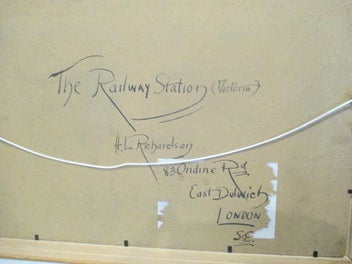 The Railway Station (Victoria)
H.L Richardson
83 Ondine Rd
East Dulwich
LONDON
S.E.